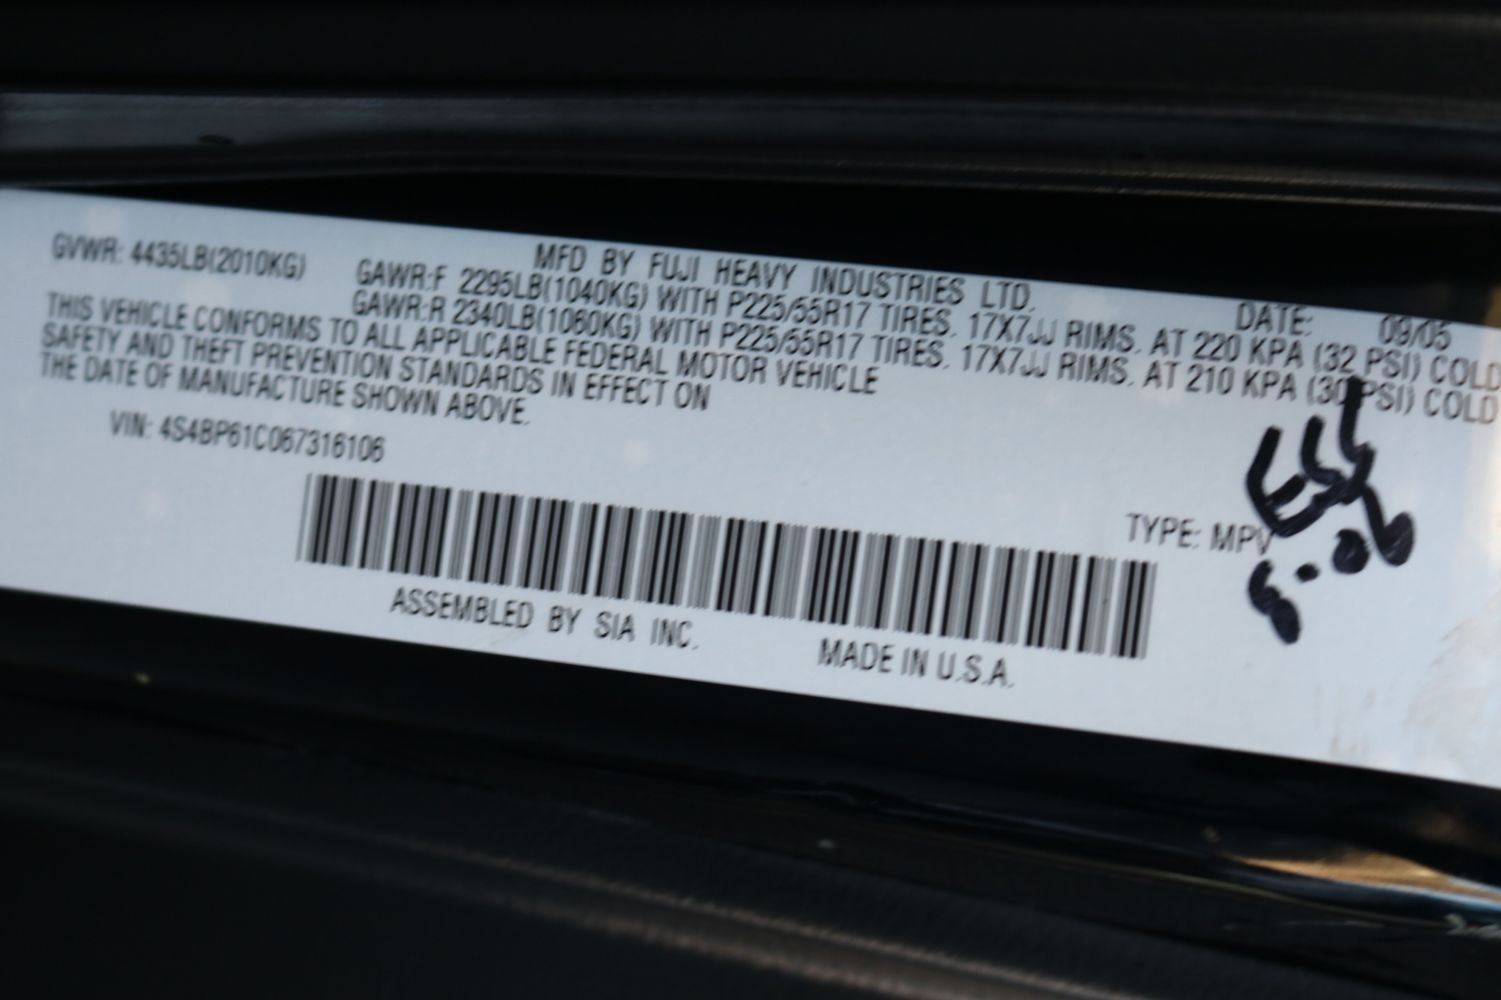 MFD BY FUJI HEAVY INDUSTRIES LTD. DATE: 09/05
GVWR: 4435LB(2010KG) GAWR:F 2295LB(1040KG) WITH P225/55R17 TIRES. 17X7JJ RIMS. AT 220 KPA (32 PSI) COLD
GAWR:R 2340LB(1060KG) WITH P225/55R17 TIRES. 17X7JJ RIMS. AT 210 KPA (30 PSI) COLD
THIS VEHICLE CONFORMS TO ALL APPLICABLE FEDERAL MOTOR VEHICLE
SAFETY AND THEFT PREVENTION STANDARDS IN EFFECT ON
THE DATE OF MANUFACTURE SHOWN ABOVE.
VIN: 4S4BP61C067316106
TYPE: MPV
ASSEMBLED BY SIA INC. MADE IN U.S.A.